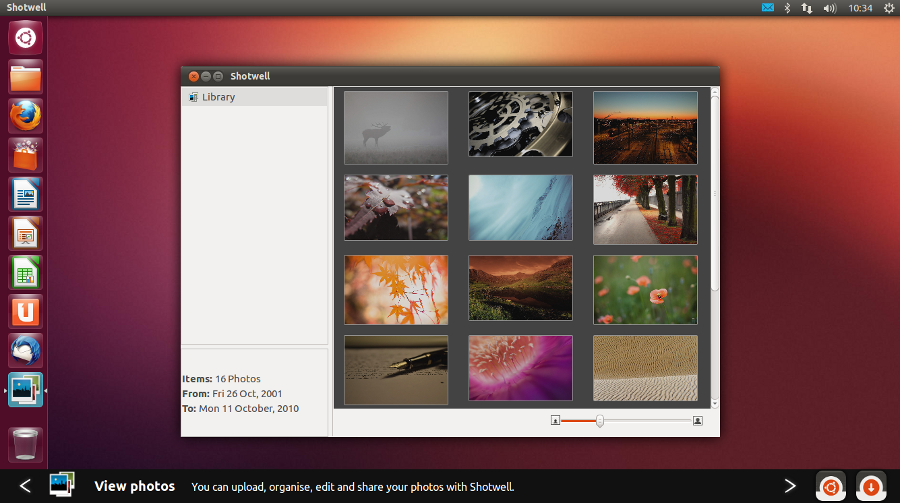 Shotwell
10:34
Shotwell
Library
Items: 16 Photos
From: Fri 26 Oct, 2001
To: Mon 11 October, 2010
View photos
You can upload, organise, edit and share your photos with Shotwell.